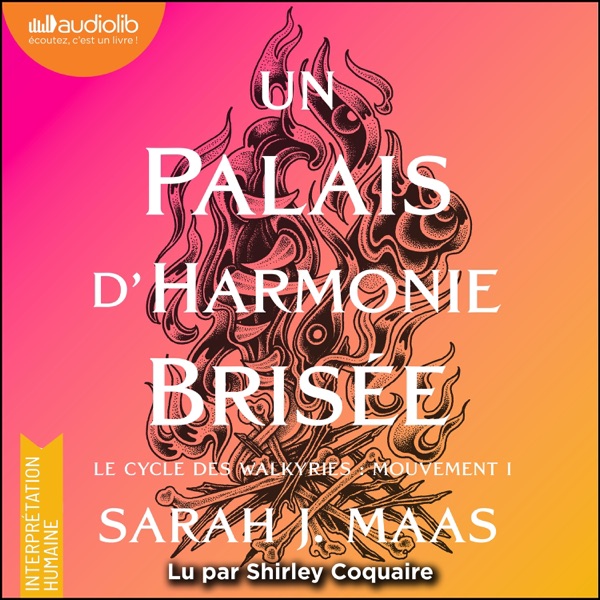 audiolib
écoutez, c'est un livre !
UN
PALAIS
D'HARMONIE
BRISÉE
LE CYCLE DES WALKYRIES : MOUVEMENT I
SARAH J. MAAS
Lu par Shirley Coquaire
INTERPRÉTATION
HUMAINE